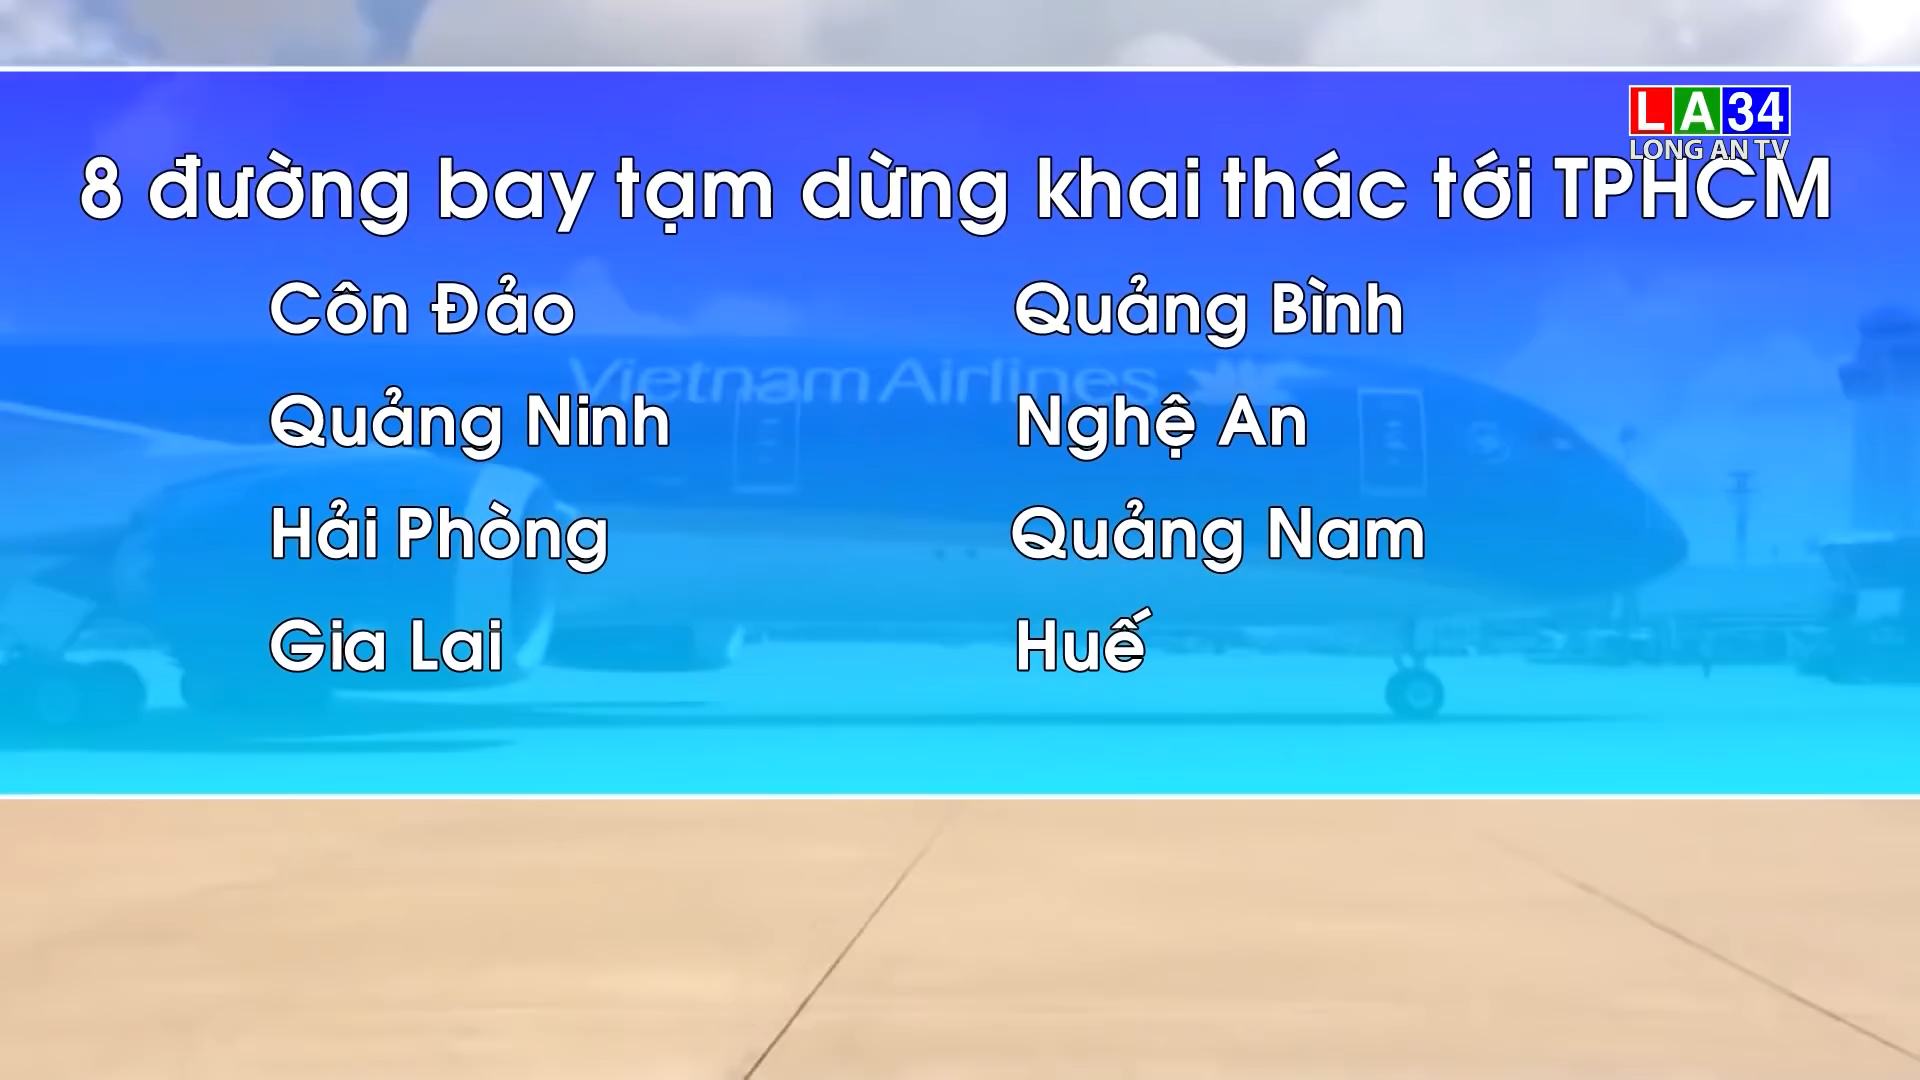 LA34
LONG AN TV
8 đường bay tạm dừng khai thác tới TPHCM
Côn Đảo
Quảng Ninh
Hải Phòng
Gia Lai
Quảng Bình
Nghệ An
Quảng Nam
Huế
Vietnam Airlines